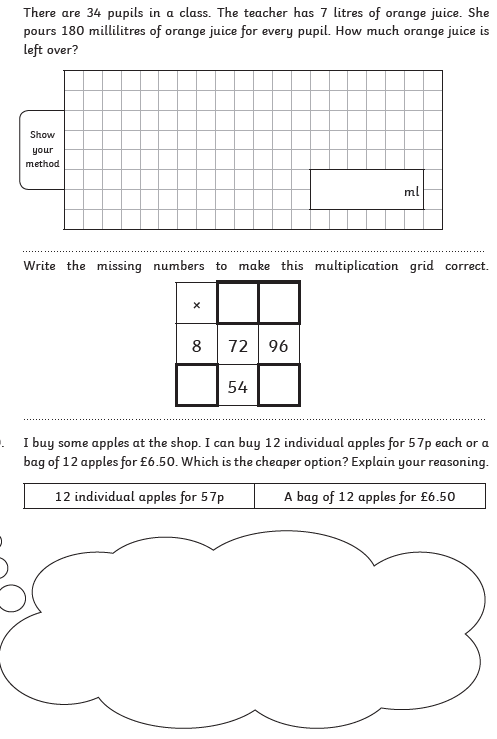 There are 34 pupils in a class. The teacher has 7 litres of orange juice. She
pours 180 millilitres of orange juice for every pupil. How much orange juice is
left over?
Show
your
method
ml
Write the missing numbers to make this multiplication grid correct.
×
8 72 96
54
I buy some apples at the shop. I can buy 12 individual apples for 57p each or a
bag of 12 apples for £6.50. Which is the cheaper option? Explain your reasoning.
12 individual apples for 57p A bag of 12 apples for £6.50